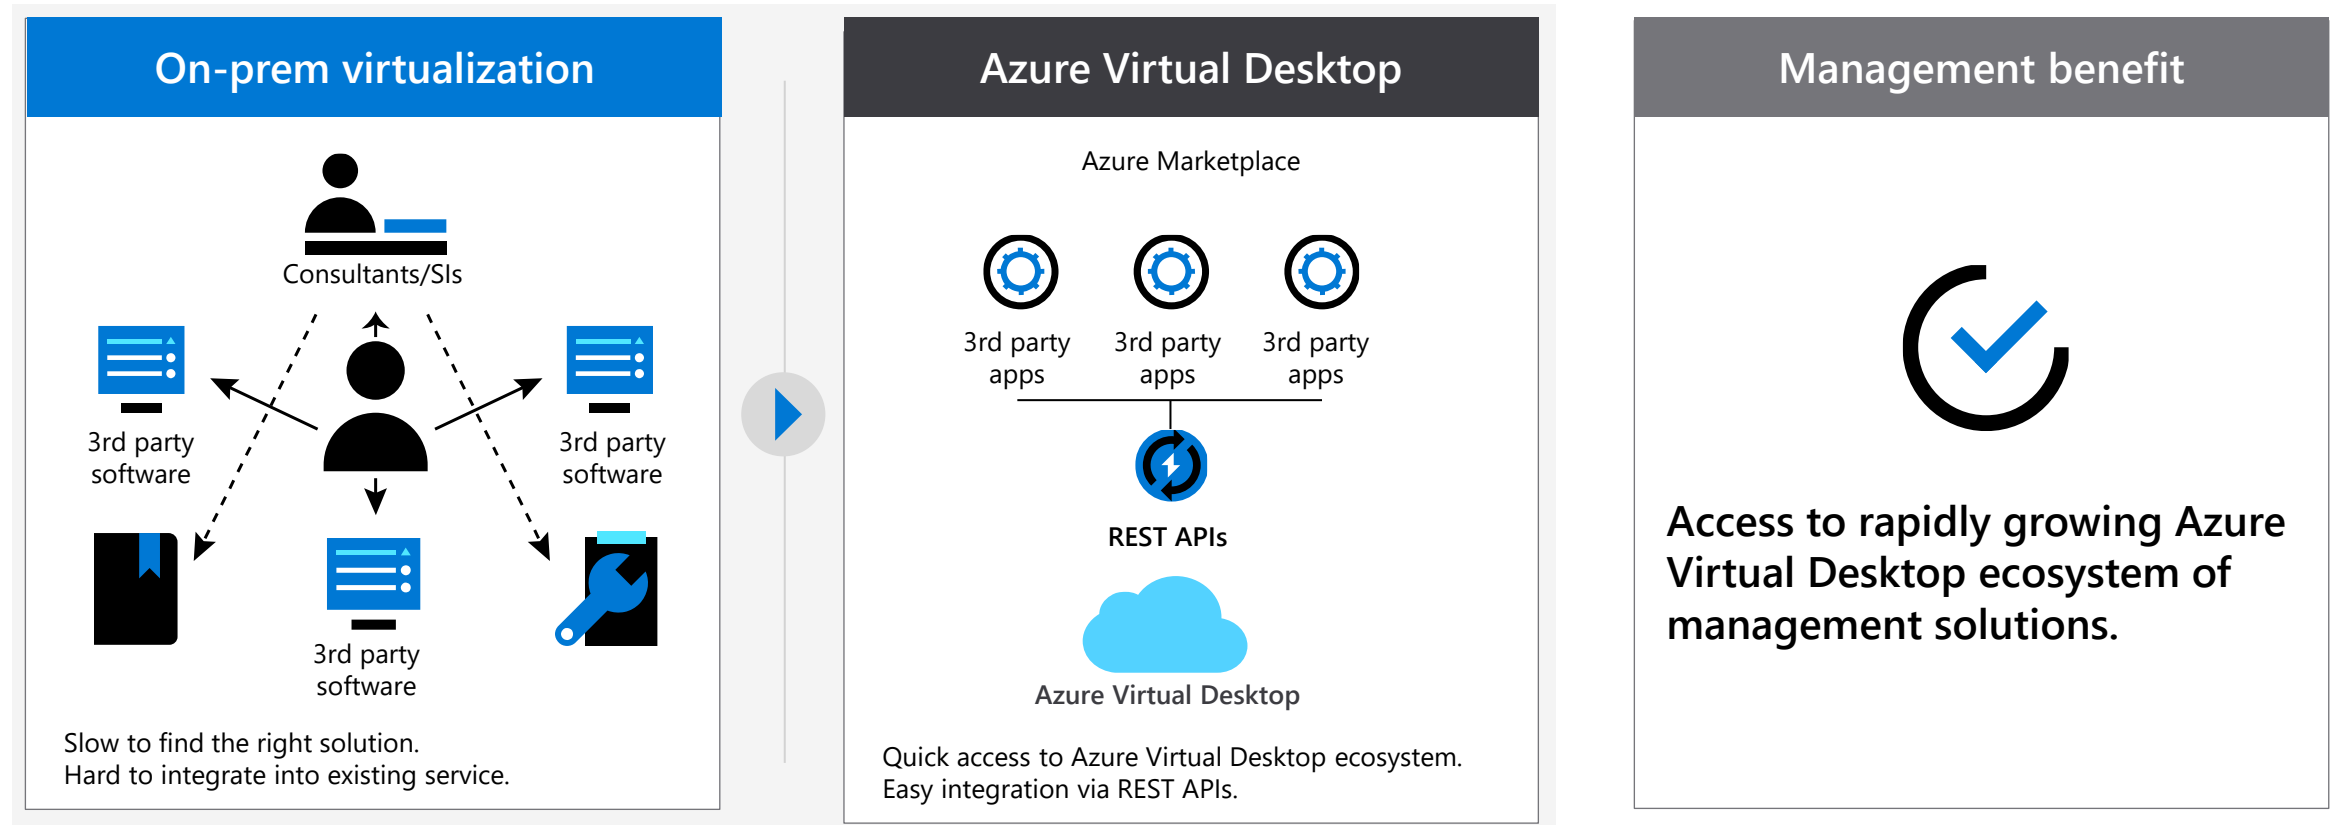 On-prem virtualization
Consultants/SIs
3rd party
software
3rd party
software
3rd party
software
Slow to find the right solution.
Hard to integrate into existing service.
Azure Virtual Desktop
Azure Marketplace
3rd party
apps
3rd party
apps
3rd party
apps
REST APIs
Azure Virtual Desktop
Quick access to Azure Virtual Desktop ecosystem.
Easy integration via REST APIs.
Management benefit
Access to rapidly growing Azure
Virtual Desktop ecosystem of
management solutions.